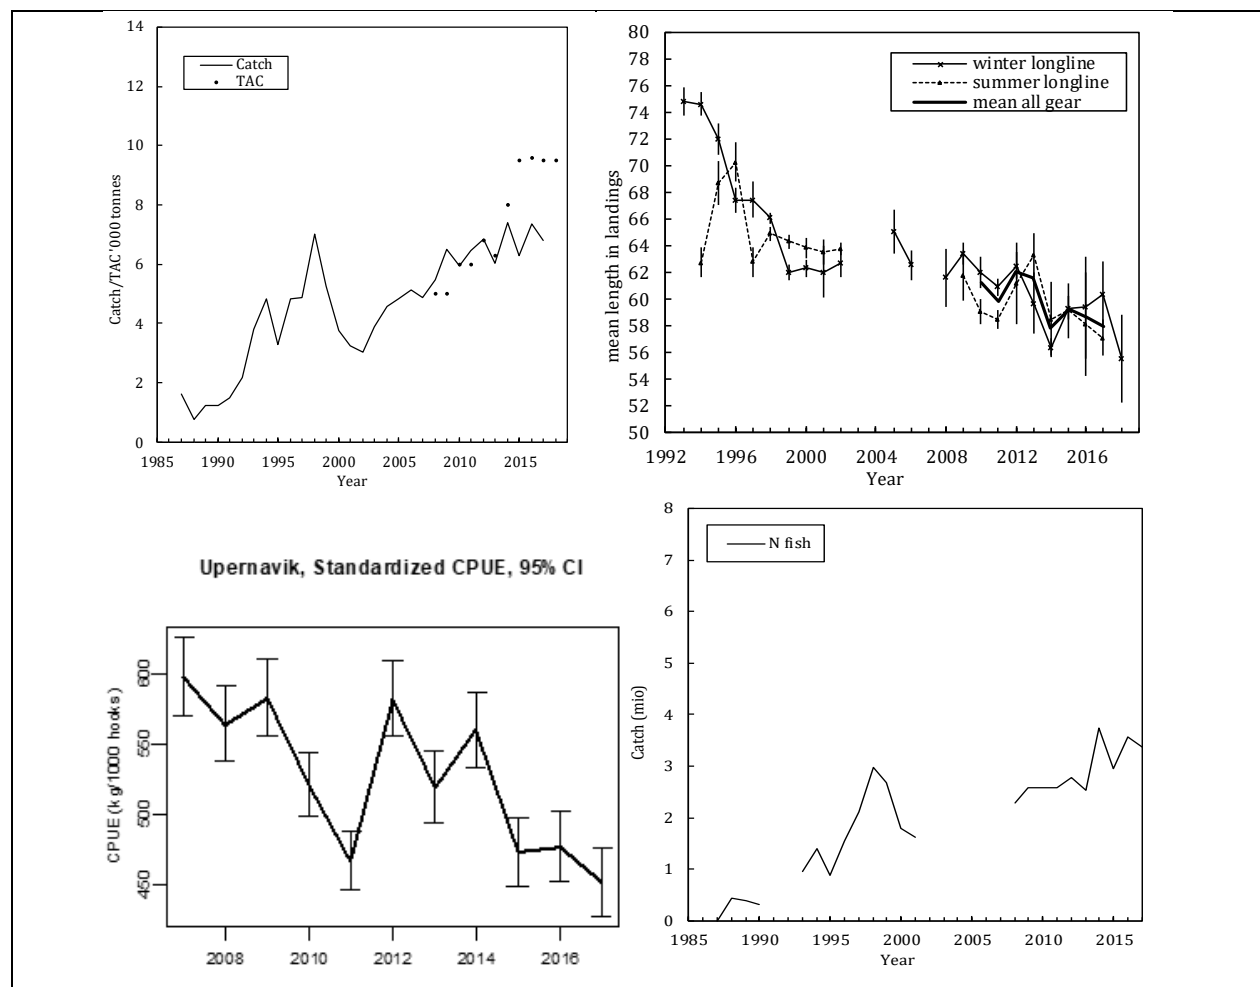 14
12
10
8
6
4
2
0
Catch/TAC '000 tonnes
Catch
TAC
1985 1990 1995 2000 2005 2010 2015
Year
80
78
76
74
72
70
68
66
64
62
60
58
56
54
52
50
mean length in landings
winter longline
summer longline
mean all gear
1992 1996 2000 2004 2008 2012 2016
Year
Upernavik, Standardized CPUE, 95% CI
CPUE (kg/1000 hooks)
600
550
500
450
2008 2010 2012 2014 2016
8
7
6
5
4
3
2
1
0
Catch (mio)
N fish
1985 1990 1995 2000 2005 2010 2015
Year